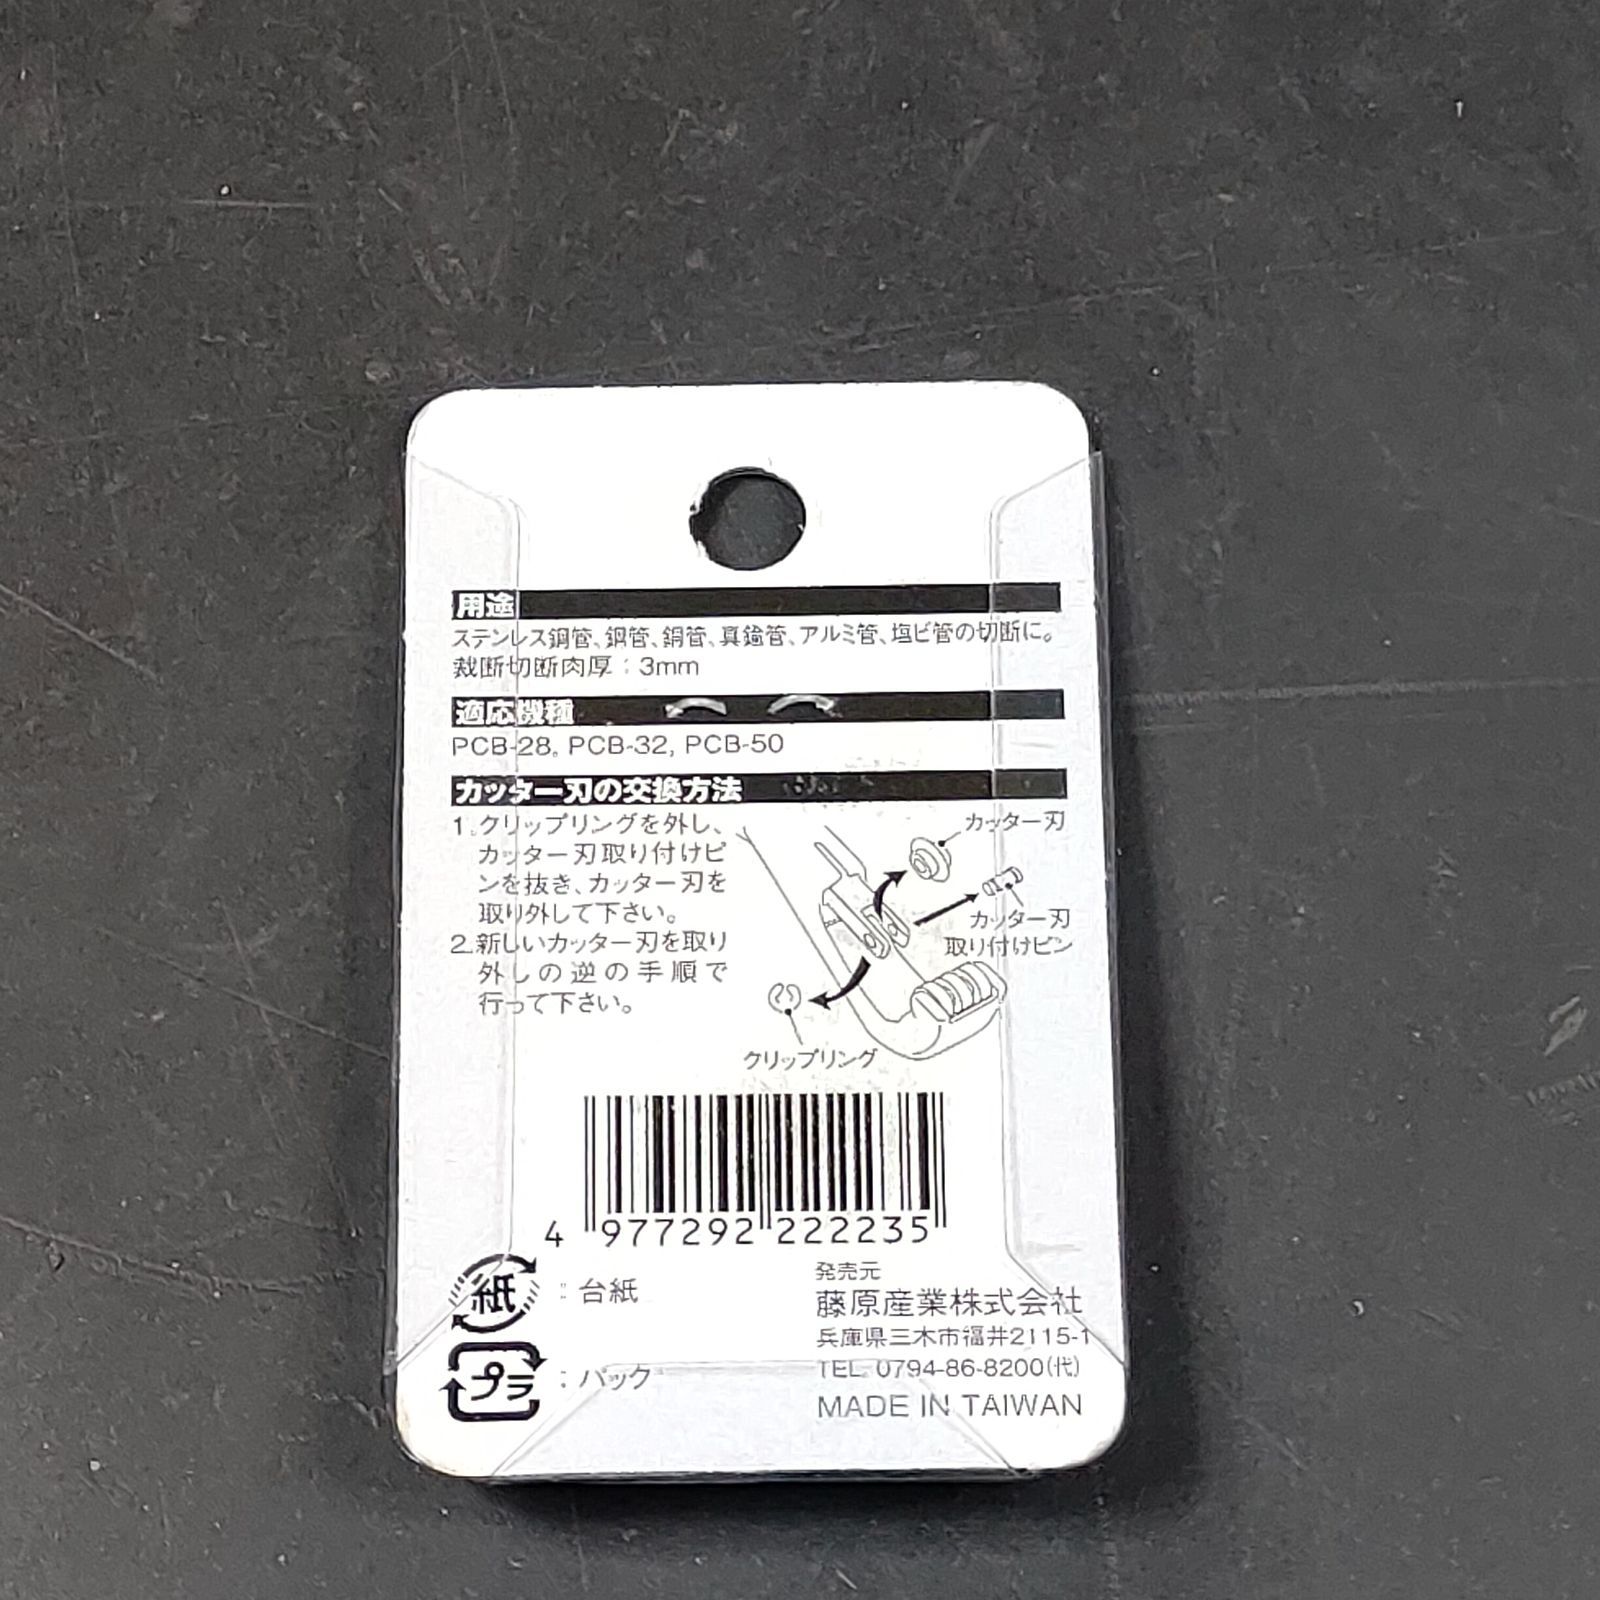 用途
ステンレス鋼管、鋼管、銅管、真鍮管、アルミ管、塩ビ管の切断に。
裁断切断肉厚：3mm
適応機種
PCB-28, PCB-32, PCB-50
カッター刃の交換方法
1.クリップリングを外し、
カッター刃取り付けピ
ンを抜き、カッター刃を
取り外して下さい。
2.新しいカッター刃を取り
外しの逆の手順で
行って下さい。
カッター刃
カッター刃
取り付けピン
クリップリング
4 977292 222235
紙：台紙
プラ：パック
発売元
藤原産業株式会社
兵庫県三木市福井2115-1
TEL. 0794-86-8200(代)
MADE IN TAIWAN